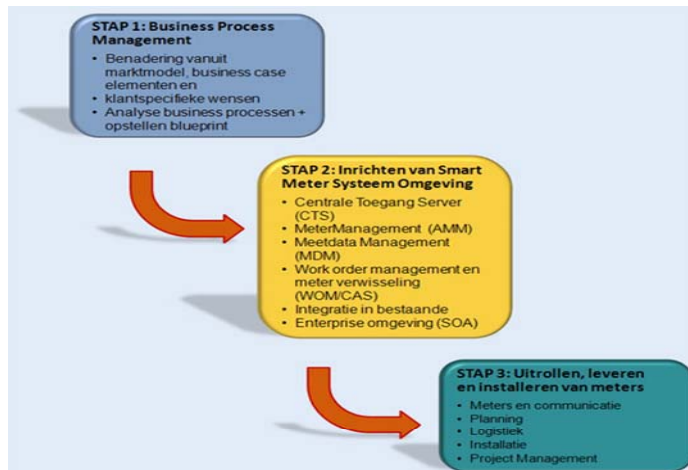 STAP 1: Business Process
Management
• Benadering vanuit
marktmodel, business case
elementen en
• klantspecifieke wensen
• Analyse business processen +
opstellen blueprint
STAP 2: Inrichten van Smart
Meter Systeem Omgeving
• Centrale Toegang Server
(CTS)
• MeterManagement (AMM)
• Meetdata Management
(MDM)
• Work order management en
meter verwisseling
(WOM/CAS)
• Integratie in bestaande
• Enterprise omgeving (SOA)
STAP 3: Uitrollen, leveren
en installeren van meters
• Meters en communicatie
• Planning
• Logistiek
• Installatie
• Project Management